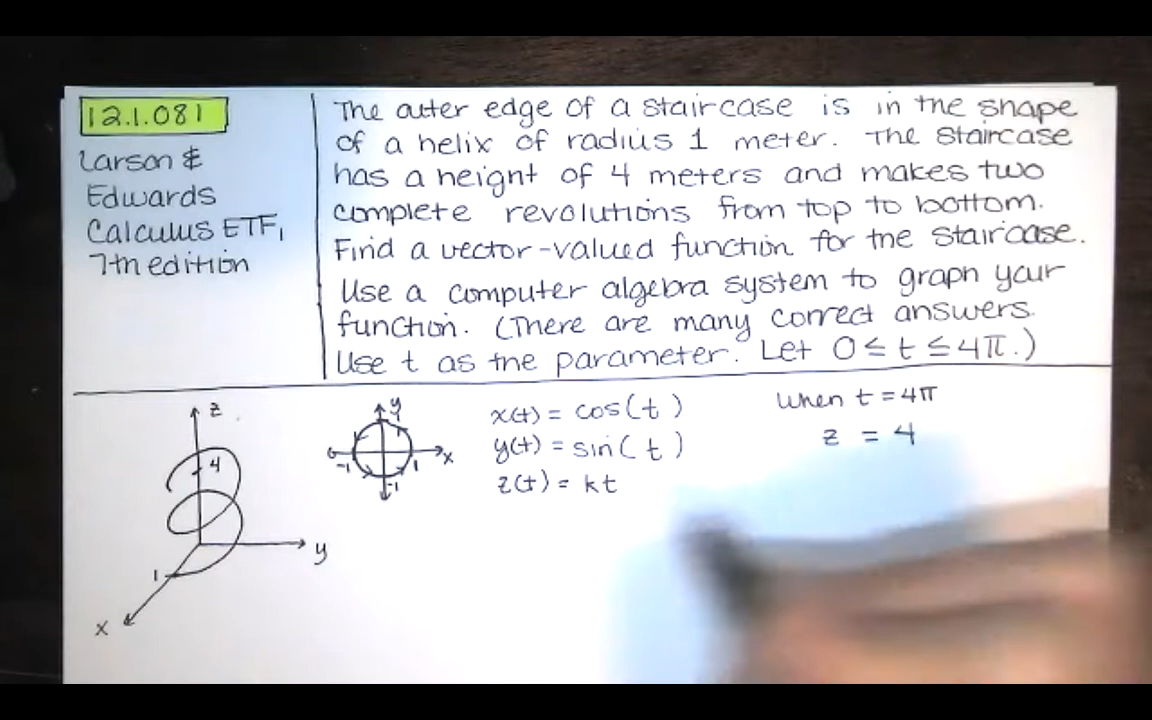 12.1.081
Larson &
Edwards
Calculus ETF,
7th edition
The outer edge of a staircase is in the shape
of a helix of radius 1 meter. The staircase
has a height of 4 meters and makes two
complete revolutions from top to bottom.
Find a vector-valued function for the staircase.
Use a computer algebra system to graph your
function. (There are many correct answers.
Use t as the parameter. Let 0 ≤ t ≤ 4π.)
z
4
y
1
x
y
x
-1
1
-1
x(t) = cos(t)
y(t) = sin(t)
z(t) = kt
When t = 4π
z = 4